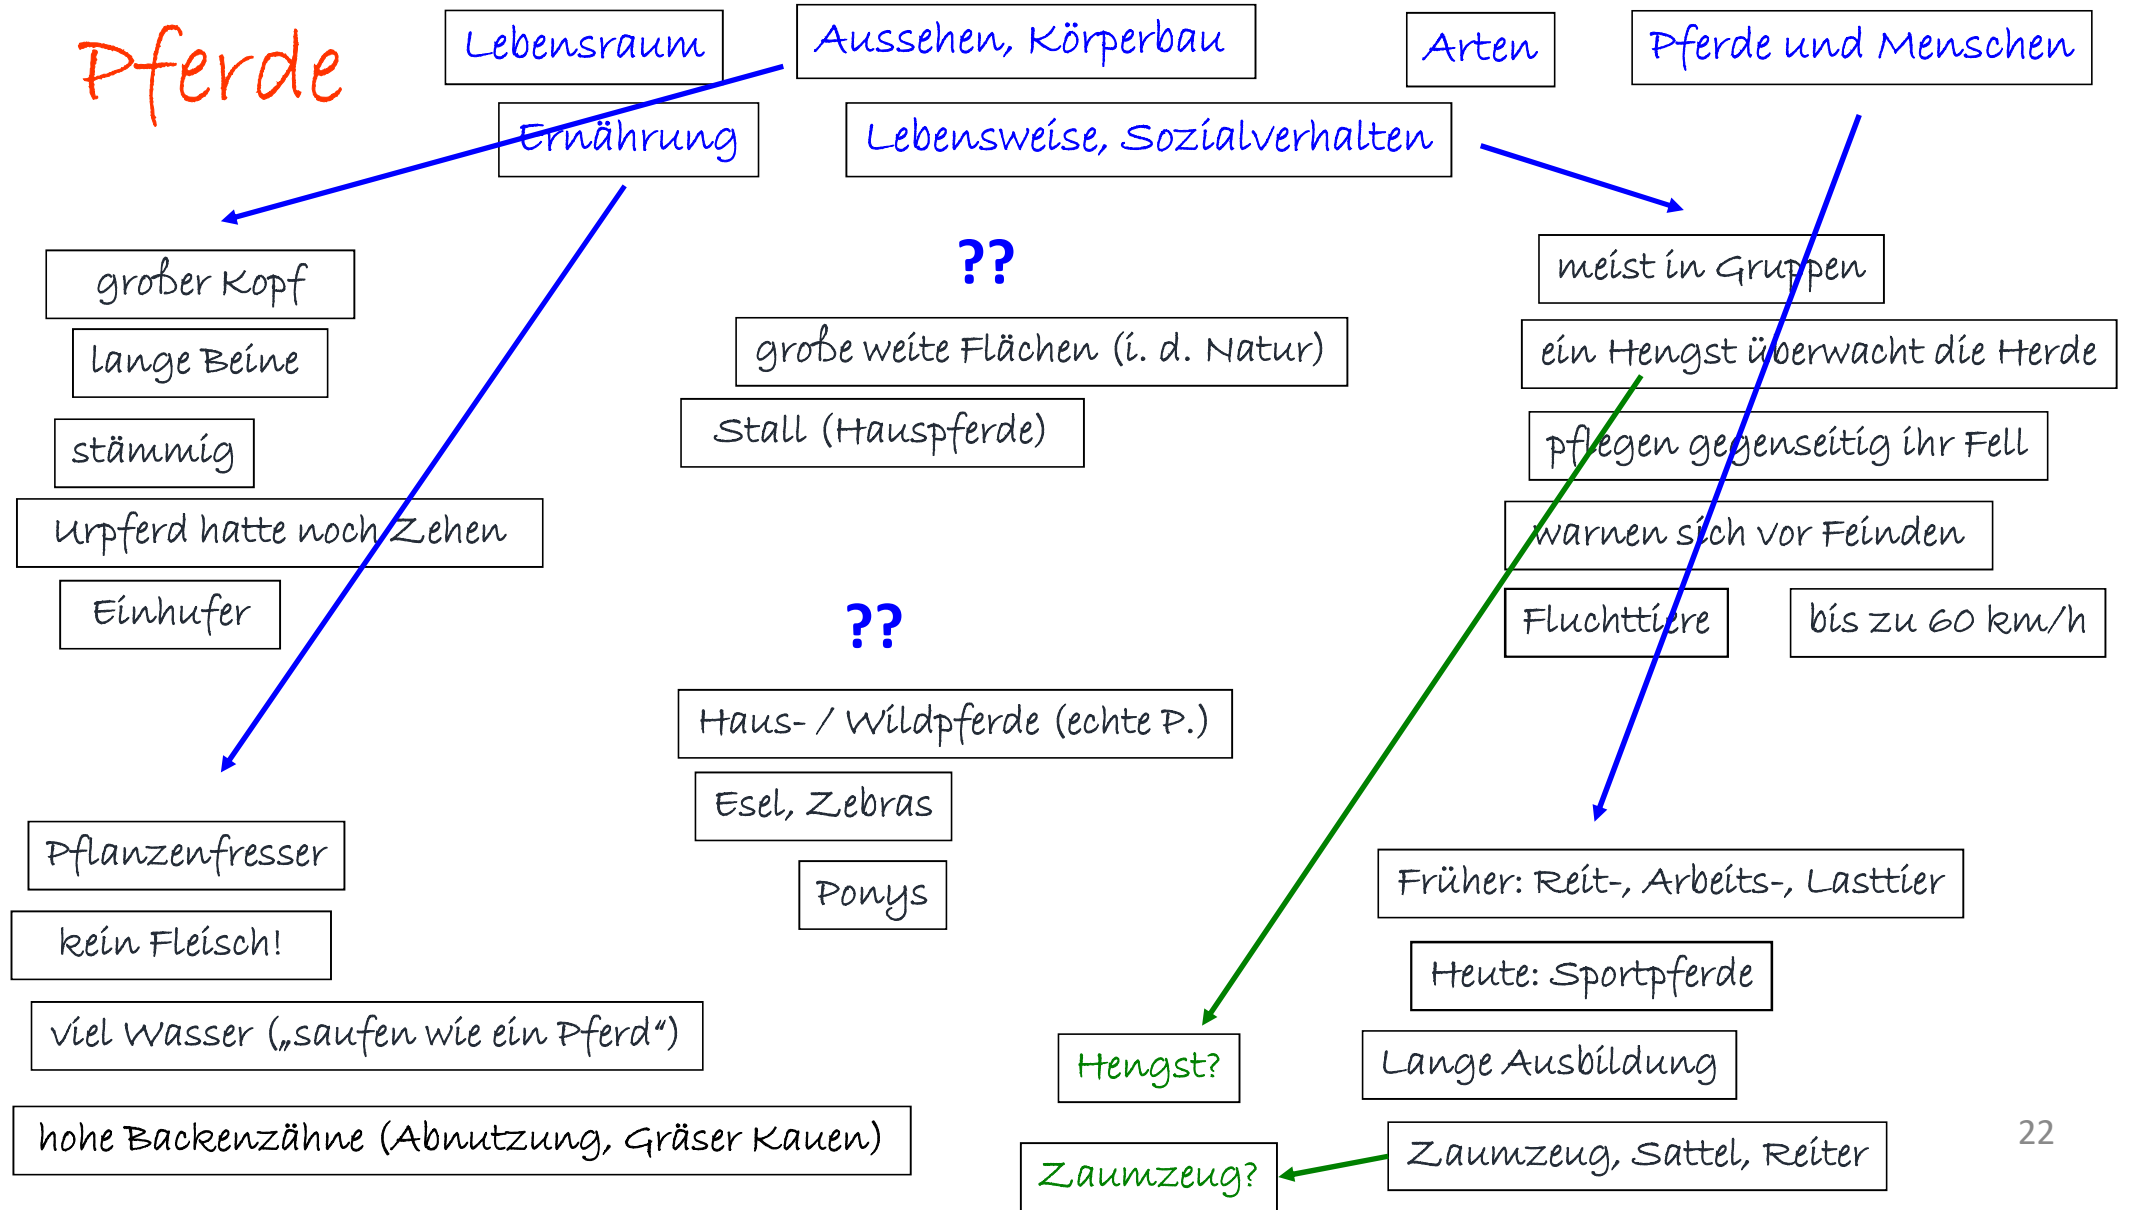 Pferde
Lebensraum
Aussehen, Körperbau
Arten
Pferde und Menschen
Ernährung
Lebensweise, Sozialverhalten
großer Kopf
lange Beine
stämmig
Urpferd hatte noch Zehen
Einhufer
??
große weite Flächen (i. d. Natur)
Stall (Hauspferde)
meist in Gruppen
ein Hengst überwacht die Herde
pflegen gegenseitig ihr Fell
warnen sich vor Feinden
Fluchttiere
bis zu 60 km/h
??
Haus- / Wildpferde (echte P.)
Esel, Zebras
Ponys
Pflanzenfresser
kein Fleisch!
viel Wasser („saufen wie ein Pferd“)
hohe Backenzähne (Abnutzung, Gräser Kauen)
Früher: Reit-, Arbeits-, Lasttier
Heute: Sportpferde
Lange Ausbildung
Zaumzeug, Sattel, Reiter
Hengst?
Zaumzeug?
22